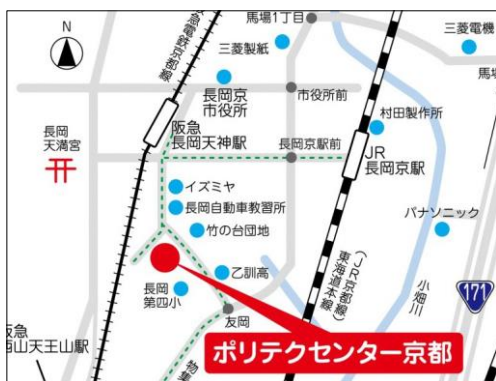 N
馬場1丁目
三菱製紙
三菱電機
阪急電鉄京都線
長岡京
市役所
市役所前
馬場
村田製作所
長岡
天満宮
阪急
長岡天神駅
長岡京駅前
JR
長岡京駅
イズミヤ
長岡自動車教習所
竹の台団地
パナソニック
乙訓高
長岡
第四小
(JR京都線)
東海道本線
小畑川
171
友岡
阪急
西山天王山駅
物集
ポリテクセンター京都